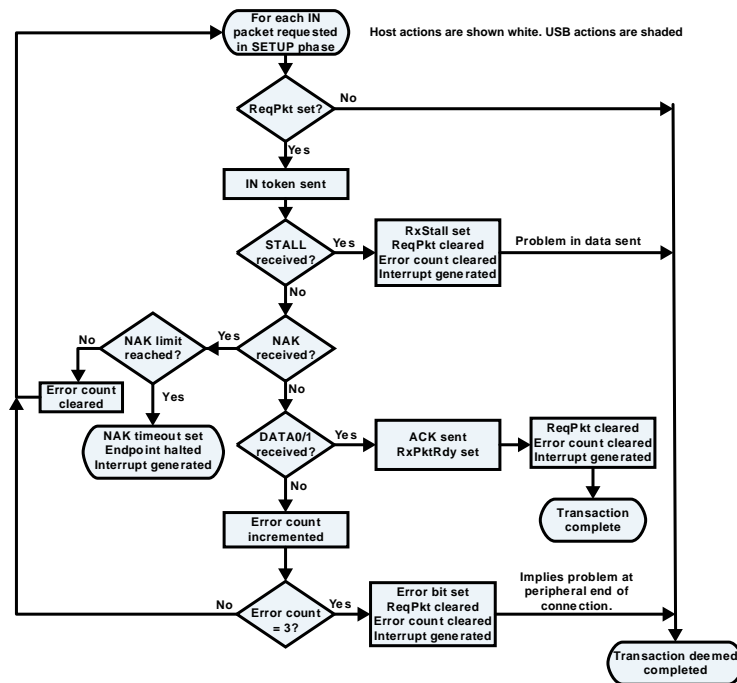 For each IN
packet requested
in SETUP phase
Host actions are shown white. USB actions are shaded
ReqPkt set?
No
Yes
IN token sent
STALL
received?
Yes
RxStall set
ReqPkt cleared
Error count cleared
Interrupt generated
Problem in data sent
No
NAK limit
reached?
No
Yes
NAK
received?
Error count
cleared
Yes
No
NAK timeout set
Endpoint halted
Interrupt generated
DATA0/1
received?
Yes
ACK sent
RxPktRdy set
ReqPkt cleared
Error count cleared
Interrupt generated
No
Transaction
complete
Error count
incremented
No
Error count
= 3?
Yes
Error bit set
ReqPkt cleared
Error count cleared
Interrupt generated
Implies problem at
peripheral end of
connection.
Transaction deemed
completed